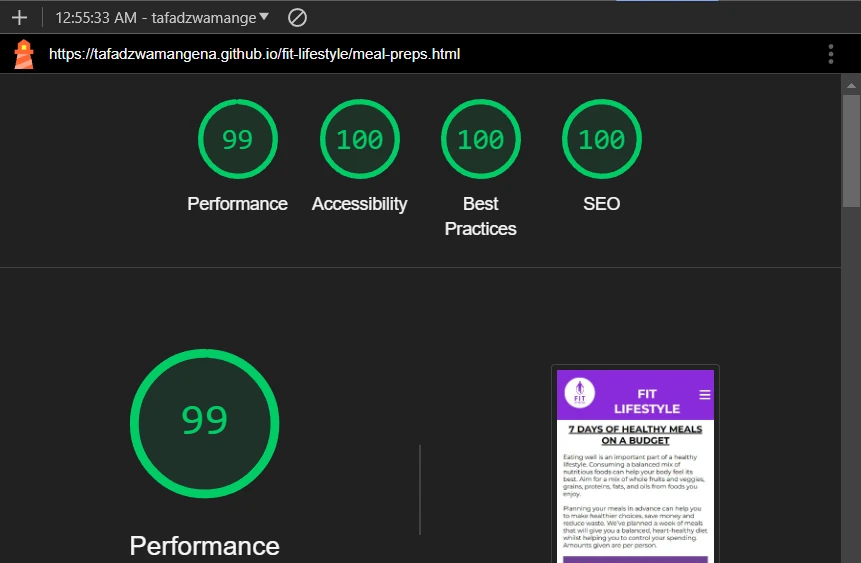 12:55:33 AM - tafadzwamange
https://tafadzwamangena.github.io/fit-lifestyle/meal-preps.html
99
100
100
100
Performance
Accessibility
Best
Practices
SEO
99
Performance
FIT
FIT
LIFESTYLE
7 DAYS OF HEALTHY MEALS
ON A BUDGET
Eating well is an important part of a healthy
lifestyle. Consuming a balanced mix of
nutritious foods can help your body feel its
best. Aim for a mix of whole fruits and veggies,
grains, proteins, fats, and oils from foods you
enjoy.
Planning your meals in advance can help you
to make healthier choices, save money and
reduce waste. We've planned a week of meals
that will give you a balanced, heart-healthy diet
whilst helping you to control your spending.
Amounts given are per person.